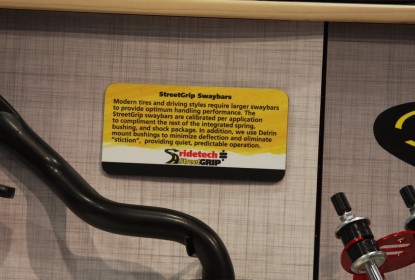 StreetGrip Swaybars
Modern tires and driving styles require larger swaybars
to provide optimum handling performance. The
StreetGrip swaybars are calibrated per application
to compliment the rest of the integrated spring,
bushing, and shock package. In addition, we use Delrin
mount bushings to minimize deflection and eliminate
"stiction", providing quiet, predictable operation.
ridetech
StreetGRIP